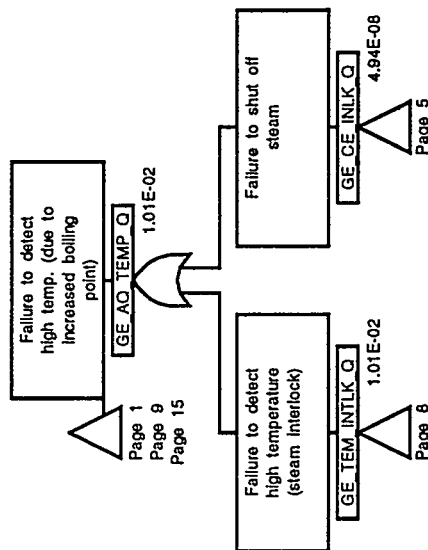 Failure to detect
high temp. (due to
increased boiling
point)
GE_AQ_TEMP_Q
1.01E-02
Page 1
Page 9
Page 15
Failure to detect
high temperature
(steam interlock)
GE_TEM_INTLK_Q
1.01E-02
Page 8
Failure to shut off
steam
GE_CE_INLK_Q
4.94E-08
Page 5